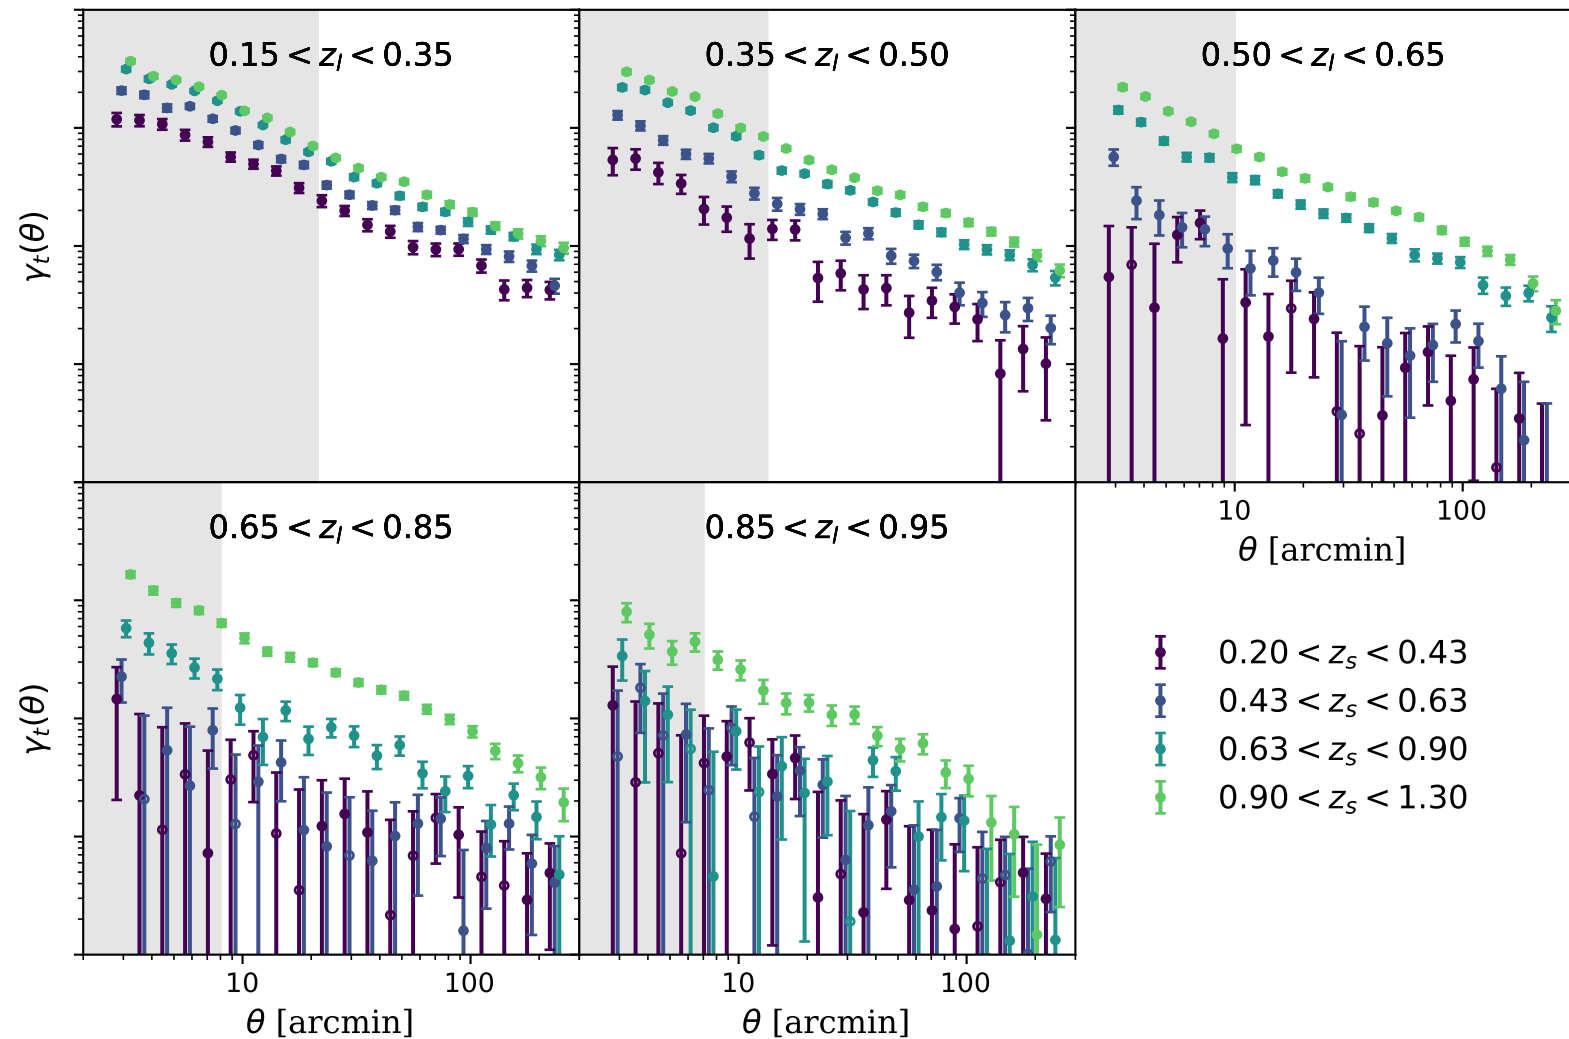 0.15 < z_l < 0.35
0.35 < z_l < 0.50
0.50 < z_l < 0.65
γ_t(θ)
10 100
θ [arcmin]
0.65 < z_l < 0.85
0.85 < z_l < 0.95
γ_t(θ)
0.20 < z_s < 0.43
0.43 < z_s < 0.63
0.63 < z_s < 0.90
0.90 < z_s < 1.30
10 100
10 100
θ [arcmin]
θ [arcmin]